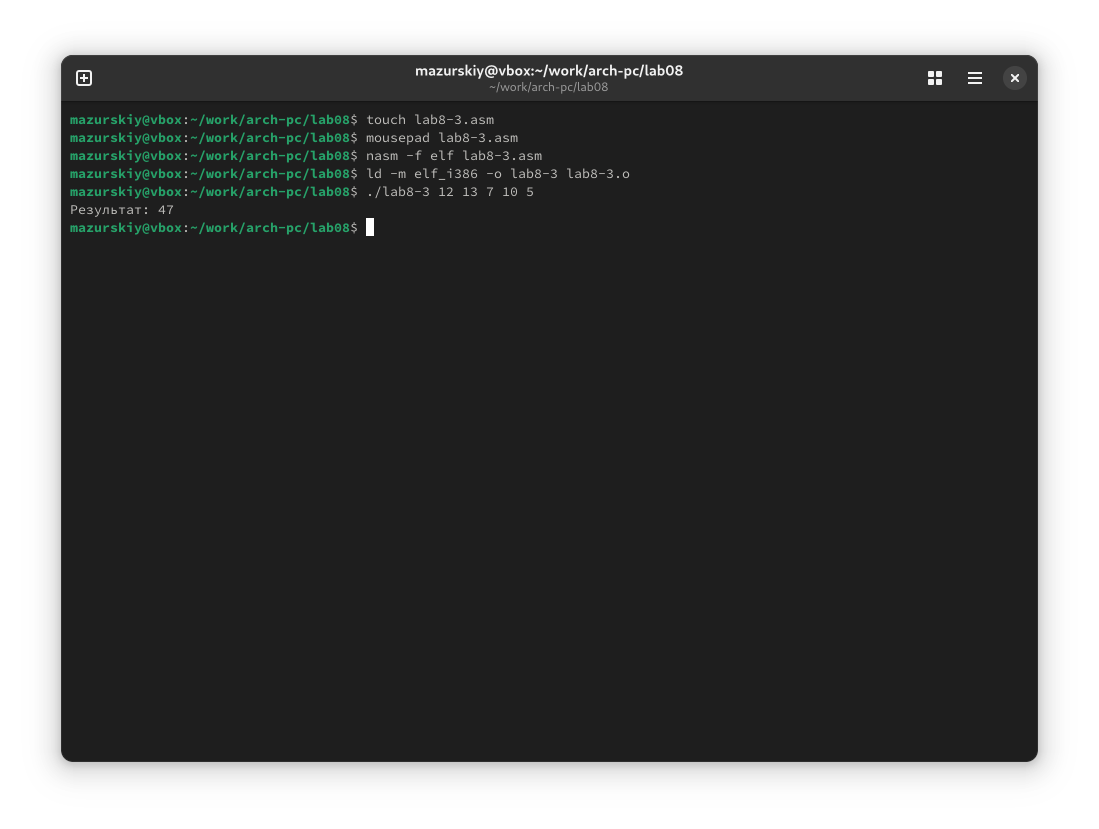 mazurskiy@vbox:~/work/arch-pc/lab08
~/work/arch-pc/lab08
mazurskiy@vbox:~/work/arch-pc/lab08$ touch lab8-3.asm
mazurskiy@vbox:~/work/arch-pc/lab08$ mousepad lab8-3.asm
mazurskiy@vbox:~/work/arch-pc/lab08$ nasm -f elf lab8-3.asm
mazurskiy@vbox:~/work/arch-pc/lab08$ ld -m elf_i386 -o lab8-3 lab8-3.o
mazurskiy@vbox:~/work/arch-pc/lab08$ ./lab8-3 12 13 7 10 5
Результат: 47
mazurskiy@vbox:~/work/arch-pc/lab08$